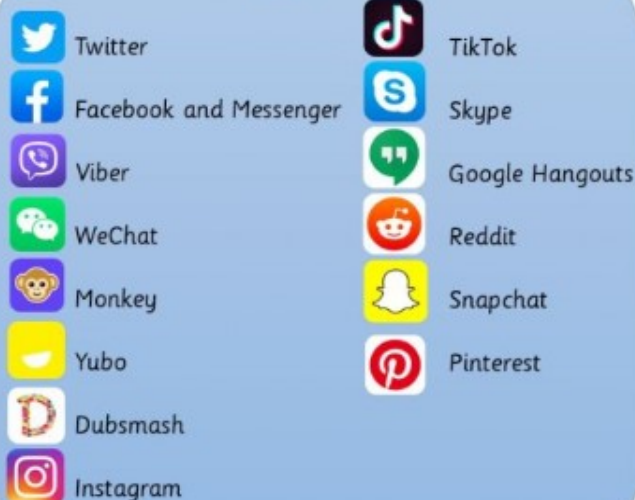 Twitter
Facebook and Messenger
Viber
WeChat
Monkey
Yubo
Dubsmash
Instagram
TikTok
Skype
Google Hangouts
Reddit
Snapchat
Pinterest